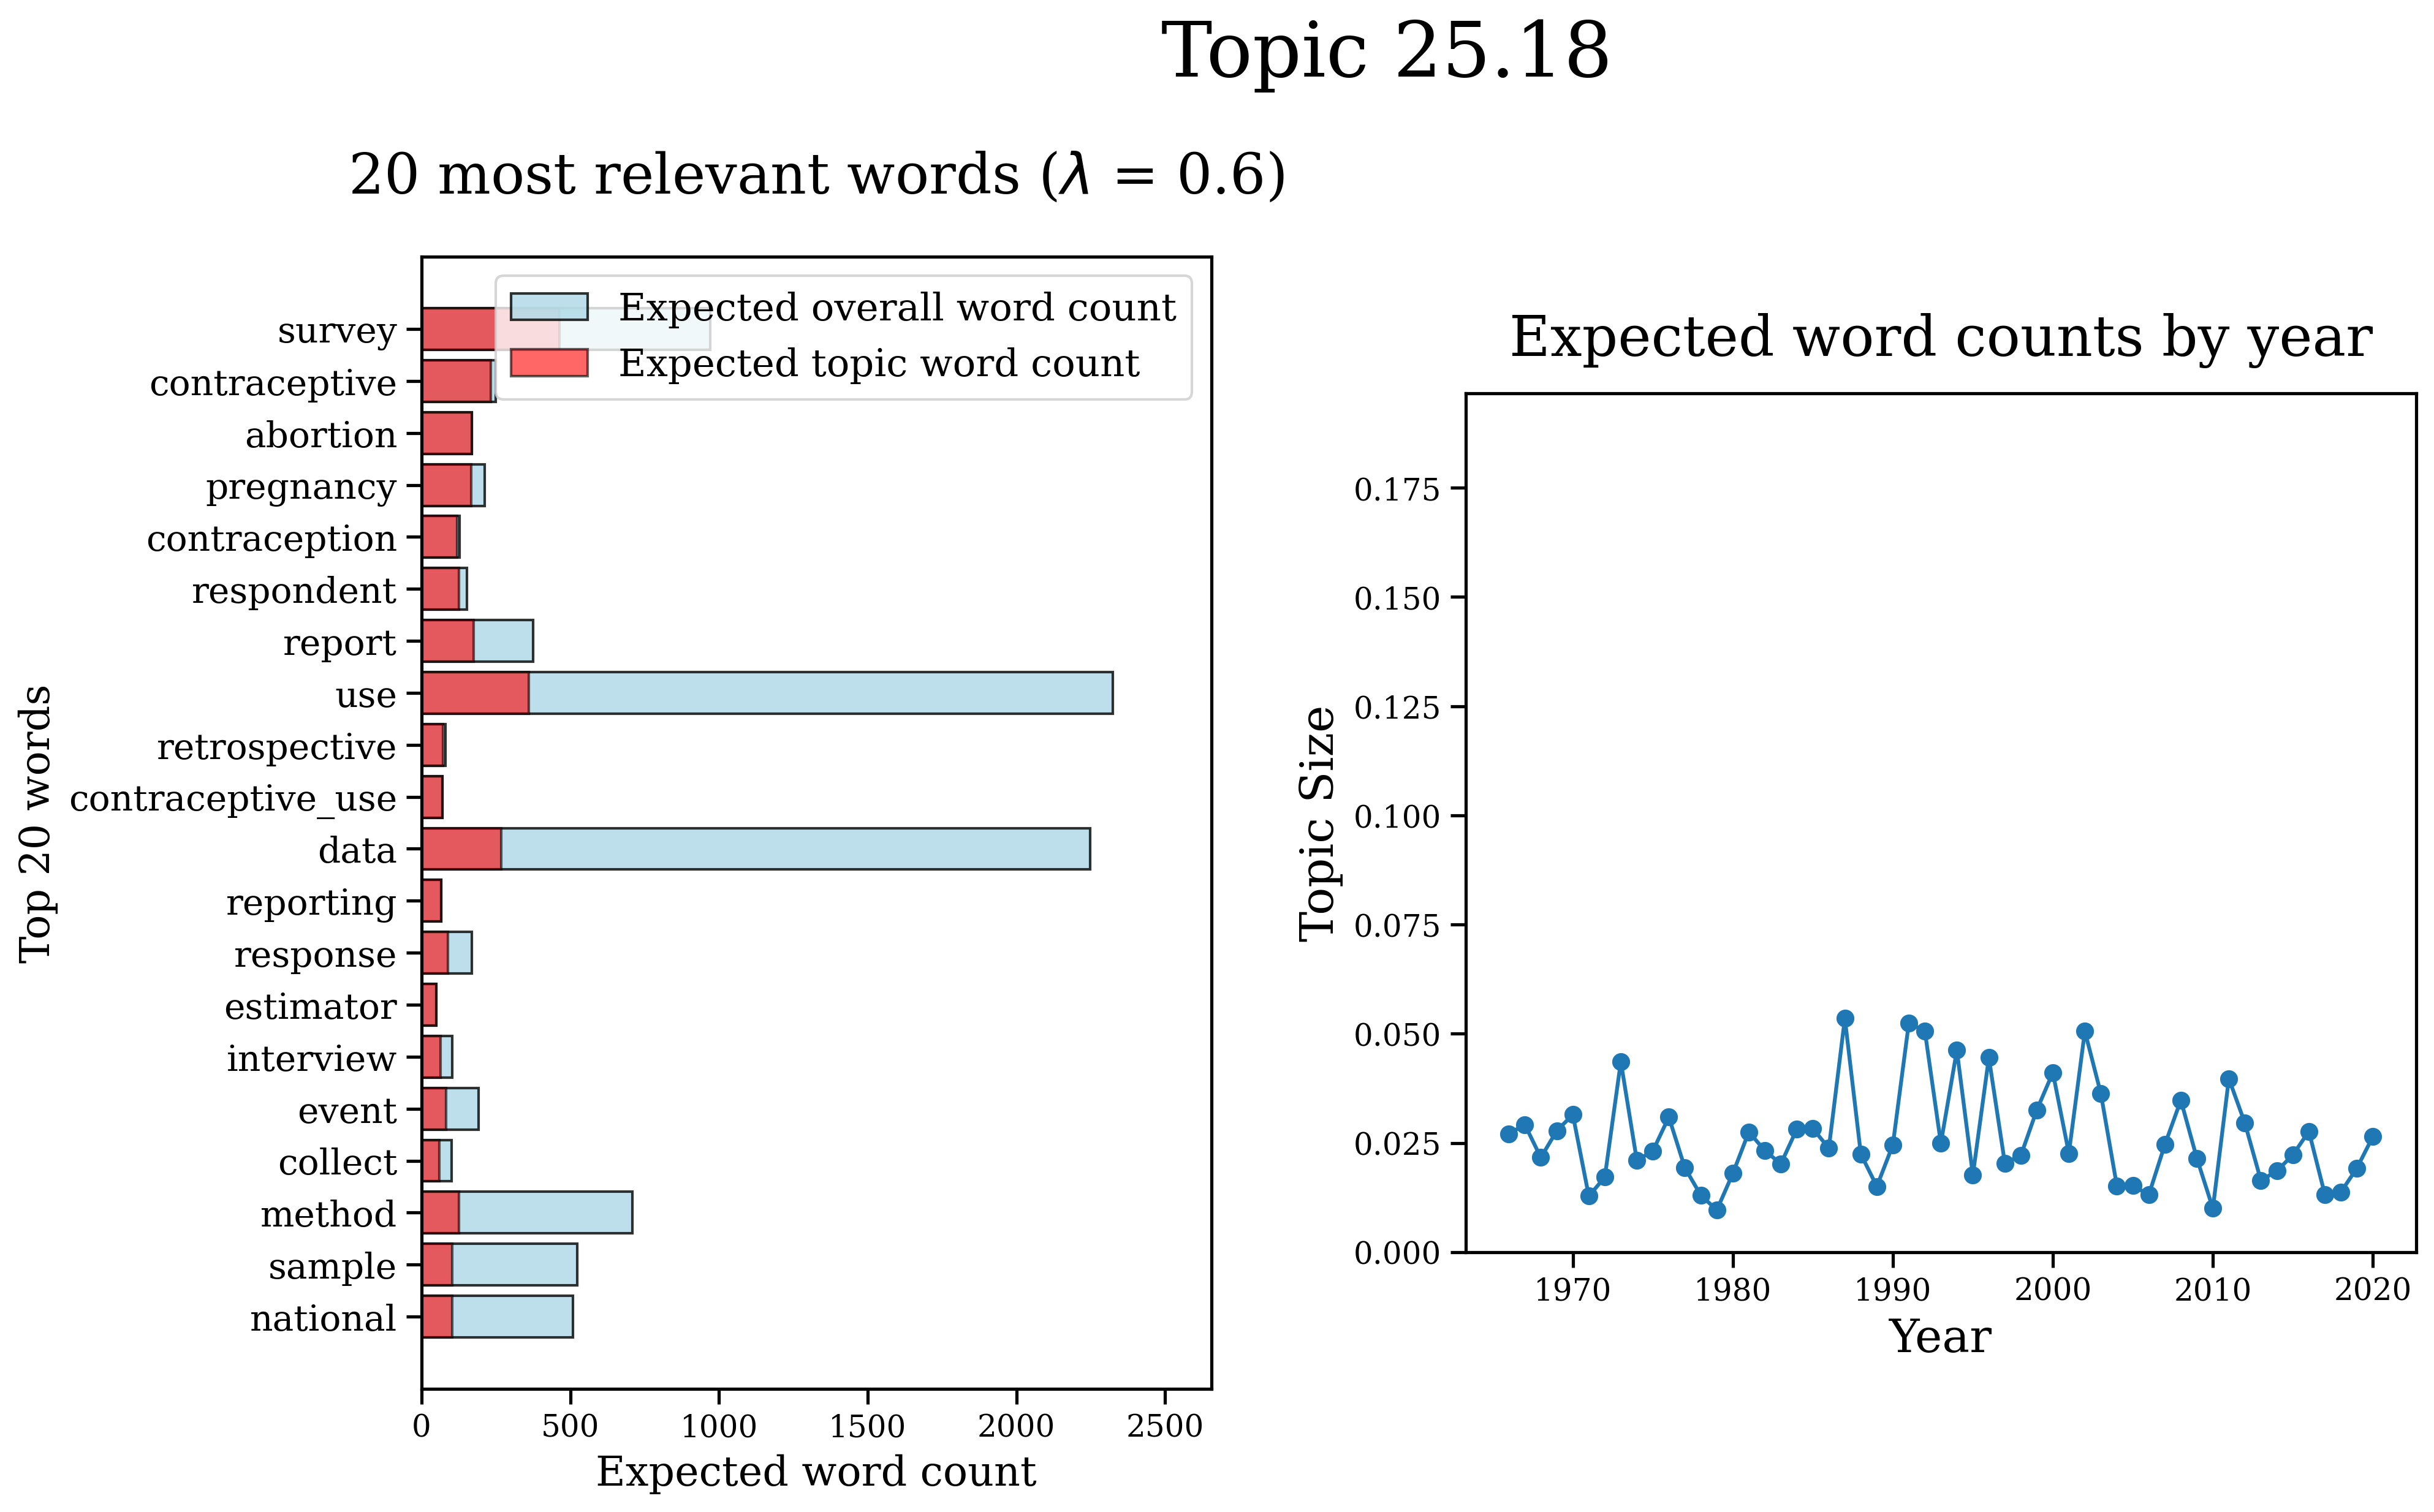 Topic 25.18
20 most relevant words (λ = 0.6)
Expected overall word count
Expected topic word count
survey
contraceptive
abortion
pregnancy
contraception
respondent
report
use
retrospective
contraceptive_use
data
reporting
response
estimator
interview
event
collect
method
sample
national
Top 20 words
0 500 1000 1500 2000 2500
Expected word count
Expected word counts by year
0.175
0.150
0.125
0.100
0.075
0.050
0.025
0.000
Topic Size
1970 1980 1990 2000 2010 2020
Year